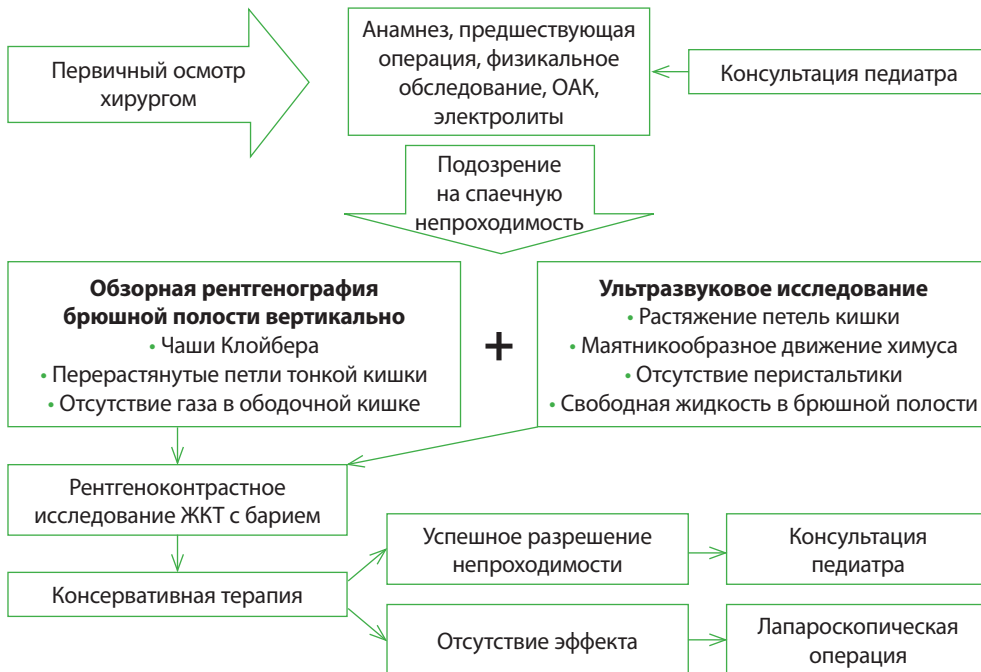 Первичный осмотр
хирургом
Анамнез, предшествующая
операция, физикальное
обследование, ОАК,
электролиты
Консультация педиатра
Подозрение
на спаечную
непроходимость
Обзорная рентгенография
брюшной полости вертикально
• Чаши Клойбера
• Перерастянутые петли тонкой кишки
• Отсутствие газа в ободочной кишке
+
Ультразвуковое исследование
• Растяжение петель кишки
• Маятникообразное движение химуса
• Отсутствие перистальтики
• Свободная жидкость в брюшной полости
Рентгеноконтрастное
исследование ЖКТ с барием
Консервативная терапия
Успешное разрешение
непроходимости
Консультация
педиатра
Отсутствие эффекта
Лапароскопическая
операция